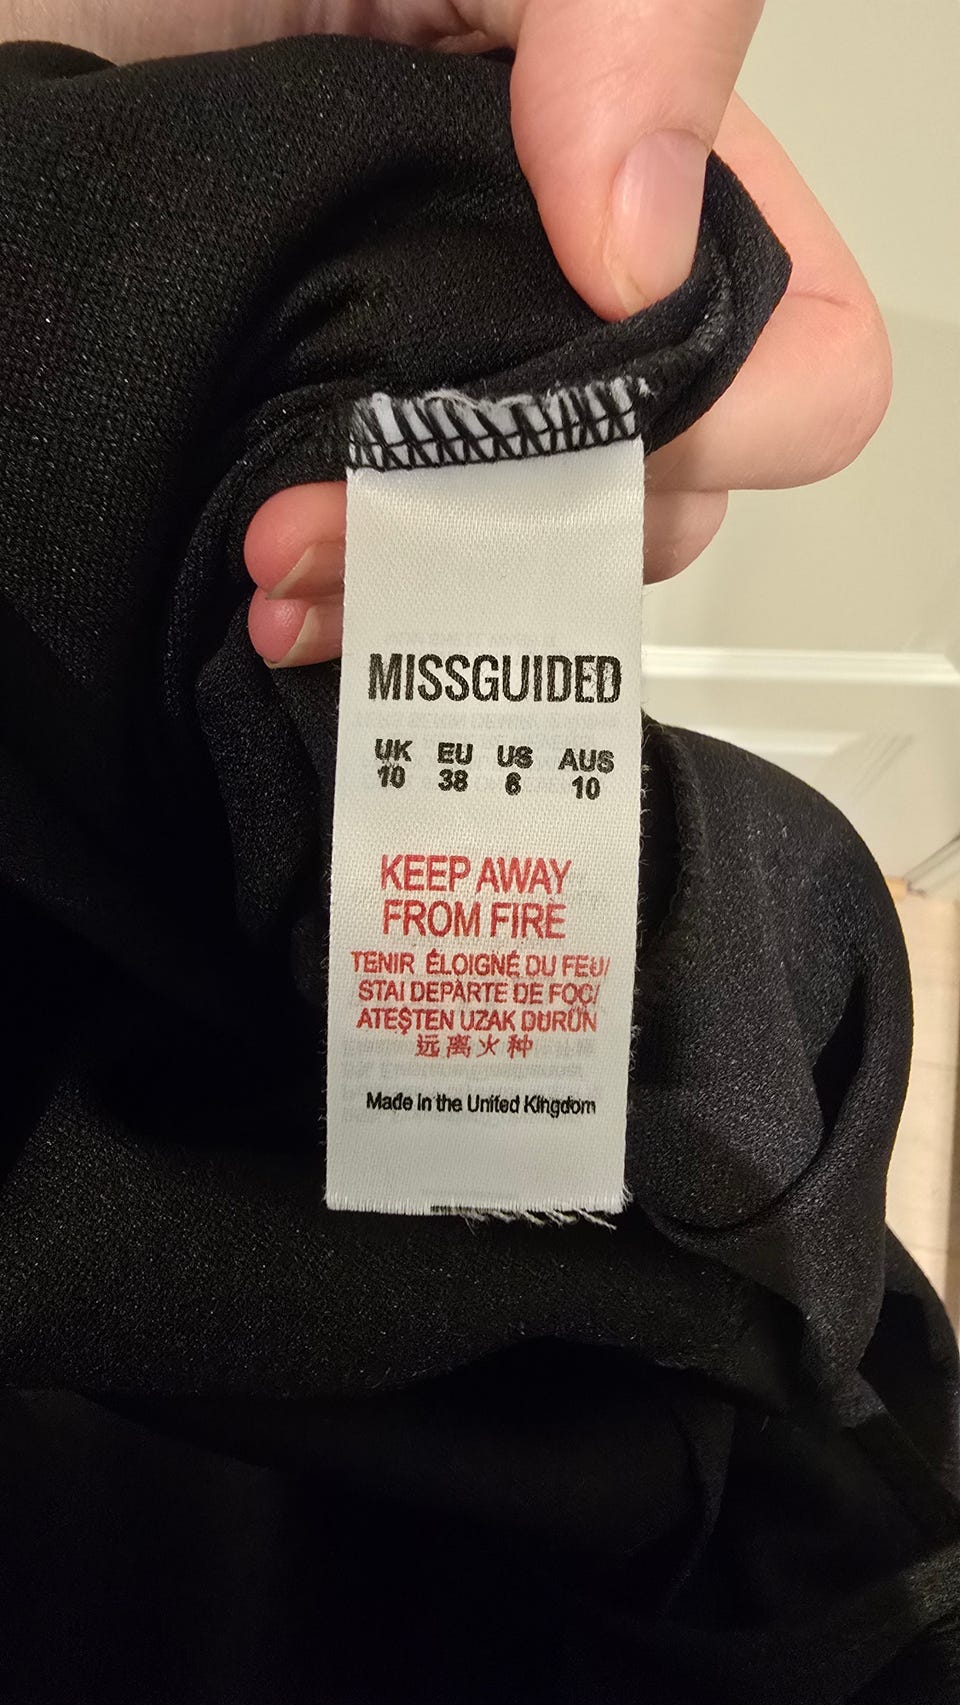 MISSGUIDED
UK EU US AUS
10 38 6 10
KEEP AWAY
FROM FIRE
TENIR ÉLOIGNÉ DU FEU/
STAI DEPARTE DE FOC/
ATEŞTEN UZAK DURUN
远离火种
Made in the United Kingdom